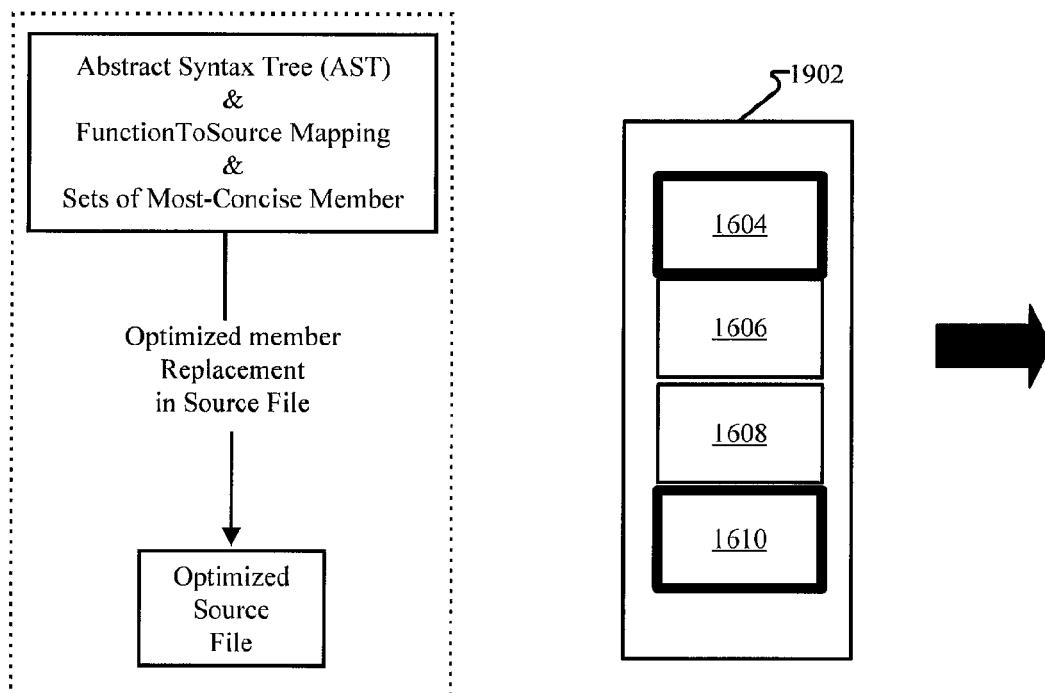 Abstract Syntax Tree (AST)
&
FunctionToSource Mapping
&
Sets of Most-Concise Member
Optimized member
Replacement
in Source File
Optimized
Source
File
1902
1604
1606
1608
1610